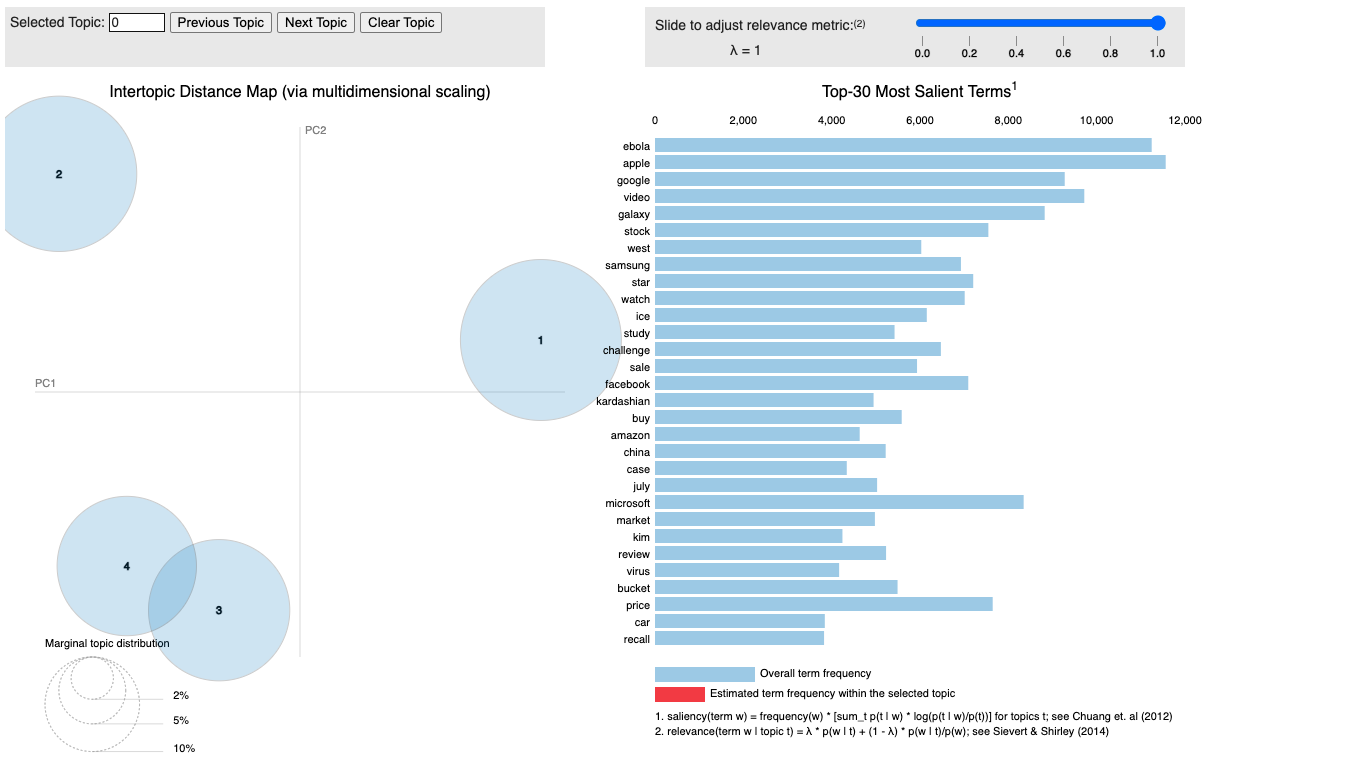 Selected Topic: 0 Previous Topic Next Topic Clear Topic
Slide to adjust relevance metric:(2)
λ = 1
0.0 0.2 0.4 0.6 0.8 1.0
Intertopic Distance Map (via multidimensional scaling)
PC2
PC1
2
1
4
3
Marginal topic distribution
2%
5%
10%
Top-30 Most Salient Terms1
0 2,000 4,000 6,000 8,000 10,000 12,000
ebola
apple
google
video
galaxy
stock
west
samsung
star
watch
ice
study
challenge
sale
facebook
kardashian
buy
amazon
china
case
july
microsoft
market
kim
review
virus
bucket
price
car
recall
Overall term frequency
Estimated term frequency within the selected topic
1. saliency(term w) = frequency(w) * [sum_t p(t | w) * log(p(t | w)/p(t))] for topics t; see Chuang et. al (2012)
2. relevance(term w | topic t) = λ * p(w | t) + (1 - λ) * p(w | t)/p(w); see Sievert & Shirley (2014)